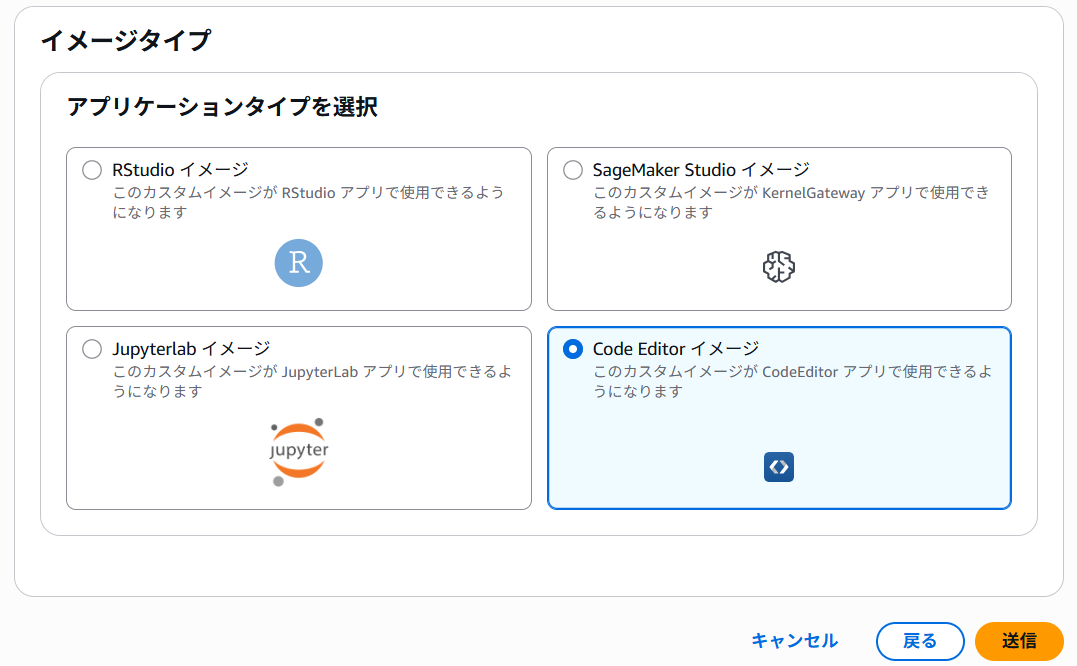 イメージタイプ
アプリケーションタイプを選択
RStudio イメージ
このカスタムイメージが RStudio アプリで使用できるよう
になります
R
SageMaker Studio イメージ
このカスタムイメージが KernelGateway アプリで使用でき
るようになります
Jupyterlab イメージ
このカスタムイメージが JupyterLab アプリで使用できるよ
うになります
jupyter
Code Editor イメージ
このカスタムイメージが CodeEditor アプリで使用できるよ
うになります
キャンセル
戻る
送信